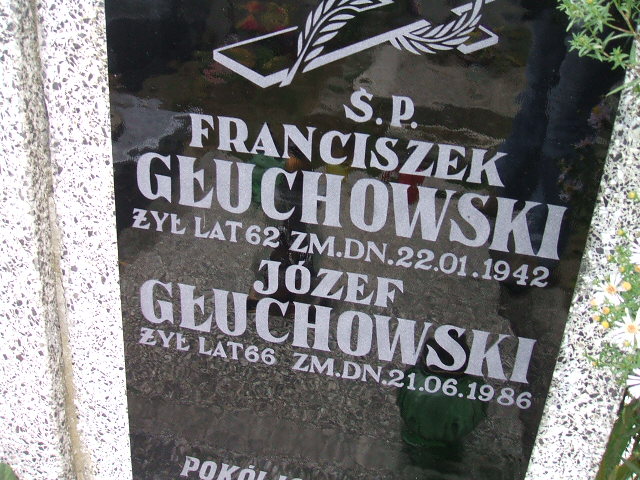 Ś.P.
FRANCISZEK
GŁUCHOWSKI
ŻYŁ LAT 62 ZM.DN.22.01.1942
JÓZEF
GŁUCHOWSKI
ŻYŁ LAT 66 ZM.DN.21.06.1986
POKÓJ